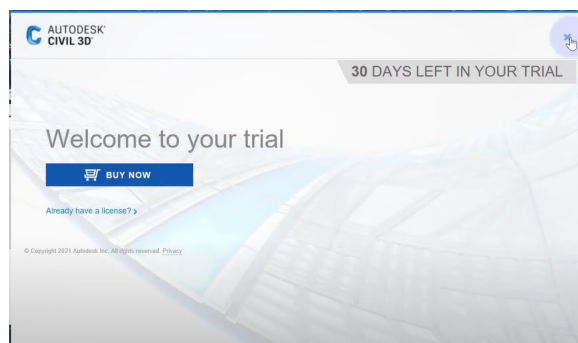 AUTODESK®
CIVIL 3D®
30 DAYS LEFT IN YOUR TRIAL
Welcome to your trial
BUY NOW
Already have a license? >
© Copyright 2021 Autodesk Inc. All rights reserved. Privacy